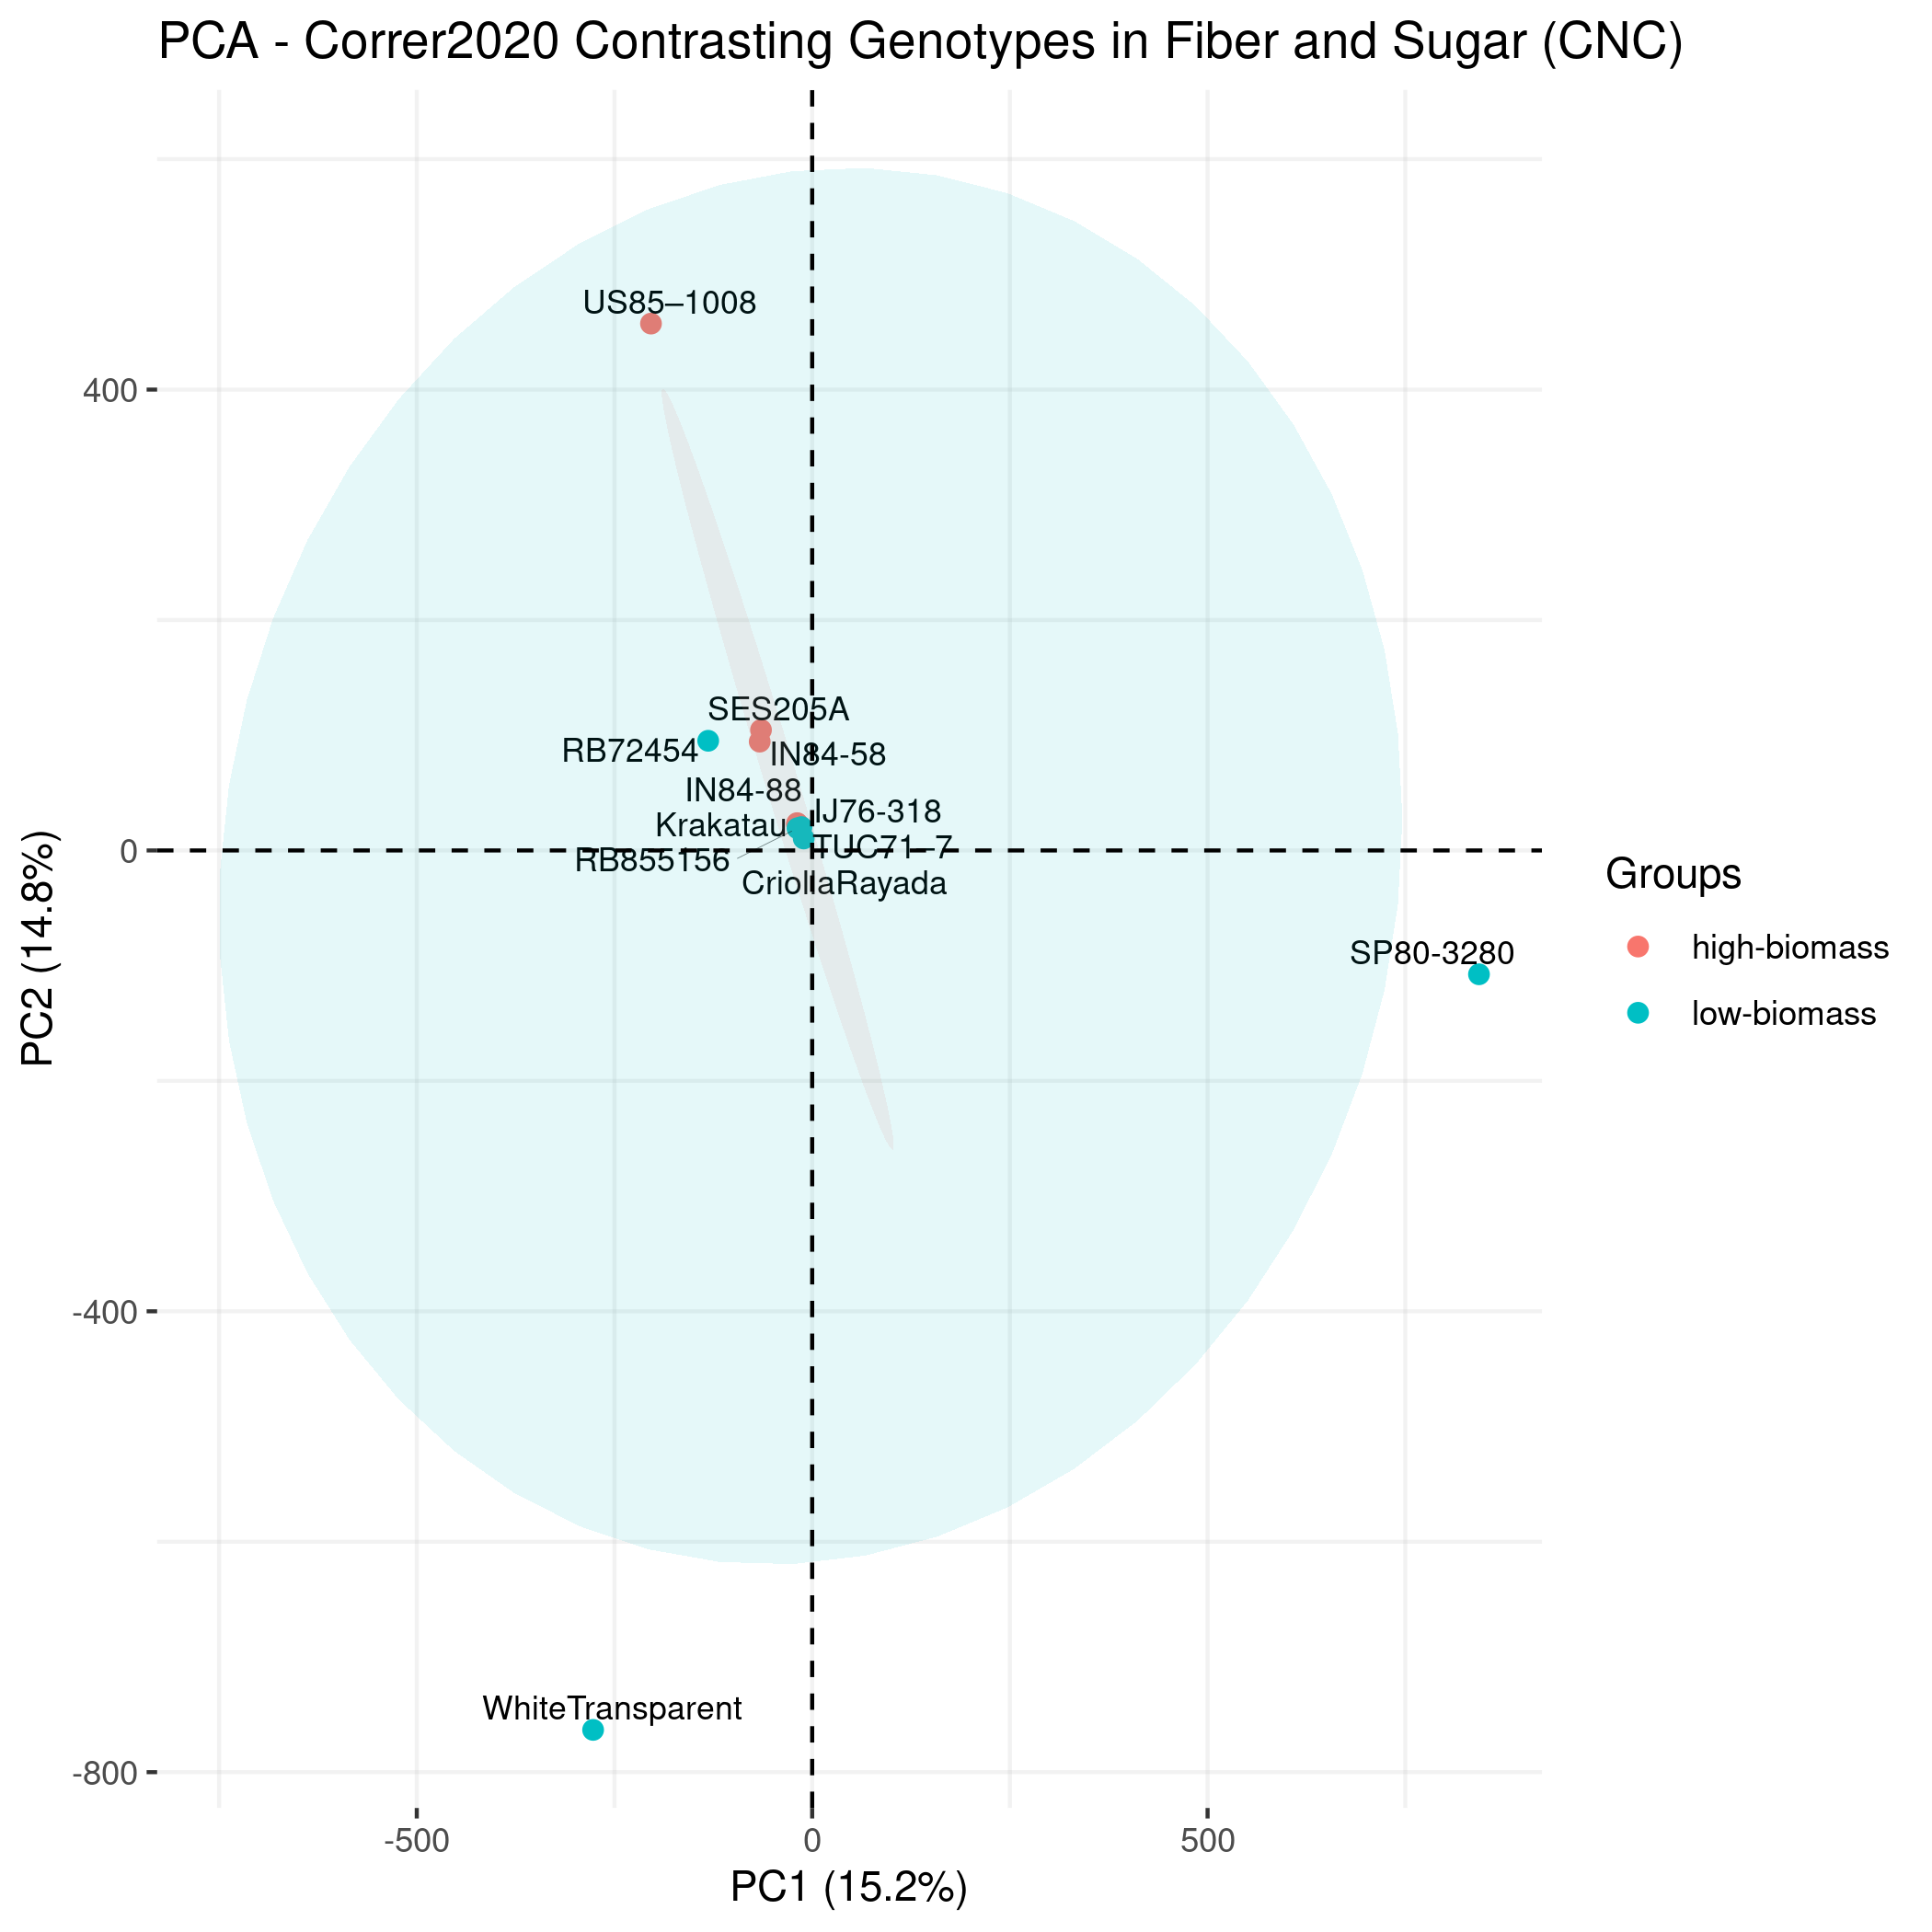 PCA - Correr2020 Contrasting Genotypes in Fiber and Sugar (CNC)
US85–1008
400
SES205A
RB72454
IN84-58
IN84-88
IJ76-318
Krakatau
TUC71–7
RB855156
CriollaRayada
0
PC2 (14.8%)
Groups
high-biomass
low-biomass
SP80-3280
-400
WhiteTransparent
-800
-500
0
500
PC1 (15.2%)